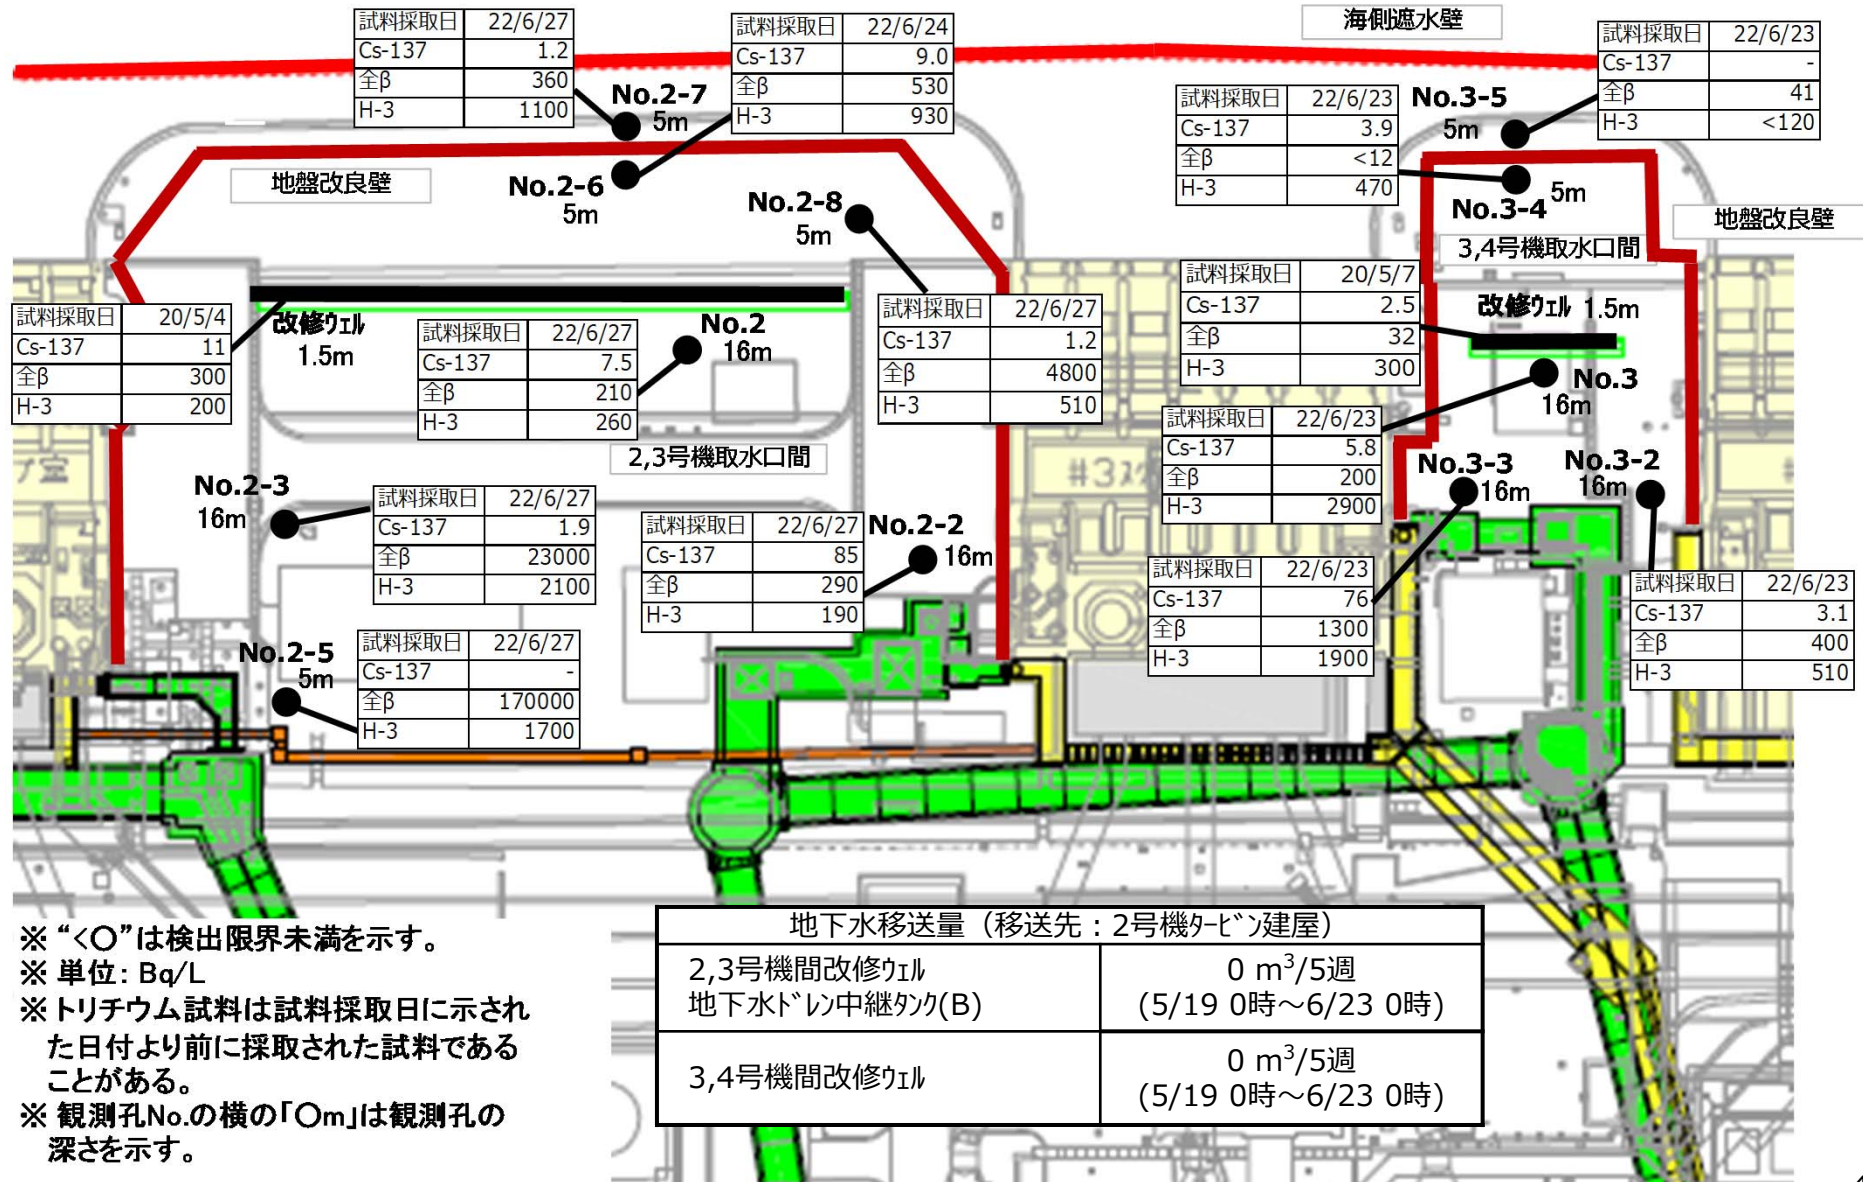 試料採取日 22/6/27
Cs-137 1.2
全β 360
H-3 1100
No.2-7
5m
試料採取日 22/6/24
Cs-137 9.0
全β 530
H-3 930
海側遮水壁
試料採取日 22/6/23
Cs-137 -
全β 41
H-3 <120
No.3-5
5m
試料採取日 22/6/23
Cs-137 3.9
全β <12
H-3 470
地盤改良壁
No.2-6
5m
No.2-8
5m
No.3-4
5m
地盤改良壁
3,4号機取水口間
試料採取日 20/5/4
Cs-137 11
全β 300
H-3 200
改修ウェル
1.5m
試料採取日 22/6/27
Cs-137 7.5
全β 210
H-3 260
No.2
16m
試料採取日 22/6/27
Cs-137 1.2
全β 4800
H-3 510
試料採取日 20/5/7
Cs-137 2.5
全β 32
H-3 300
改修ウェル 1.5m
No.3
16m
試料採取日 22/6/23
Cs-137 5.8
全β 200
H-3 2900
2,3号機取水口間
No.2-3
16m
試料採取日 22/6/27
Cs-137 1.9
全β 23000
H-3 2100
試料採取日 22/6/27
Cs-137 85
全β 290
H-3 190
No.2-2
16m
#3ｽｸ
No.3-3
16m
No.3-2
16m
試料採取日 22/6/23
Cs-137 76
全β 1300
H-3 1900
試料採取日 22/6/23
Cs-137 3.1
全β 400
H-3 510
No.2-5
5m
試料採取日 22/6/27
Cs-137 -
全β 170000
H-3 1700
プ室
※ “<○”は検出限界未満を示す。
※ 単位: Bq/L
※ トリチウム試料は試料採取日に示され
た日付より前に採取された試料である
ことがある。
※ 観測孔No.の横の「○m」は観測孔の
深さを示す。
地下水移送量（移送先：2号機ﾀｰﾋﾞﾝ建屋）
2,3号機間改修ｳｪﾙ
地下水ﾄﾞﾚﾝ中継ﾀﾝｸ(B)
0 m³/5週
(5/19 0時～6/23 0時)
3,4号機間改修ｳｪﾙ
0 m³/5週
(5/19 0時～6/23 0時)